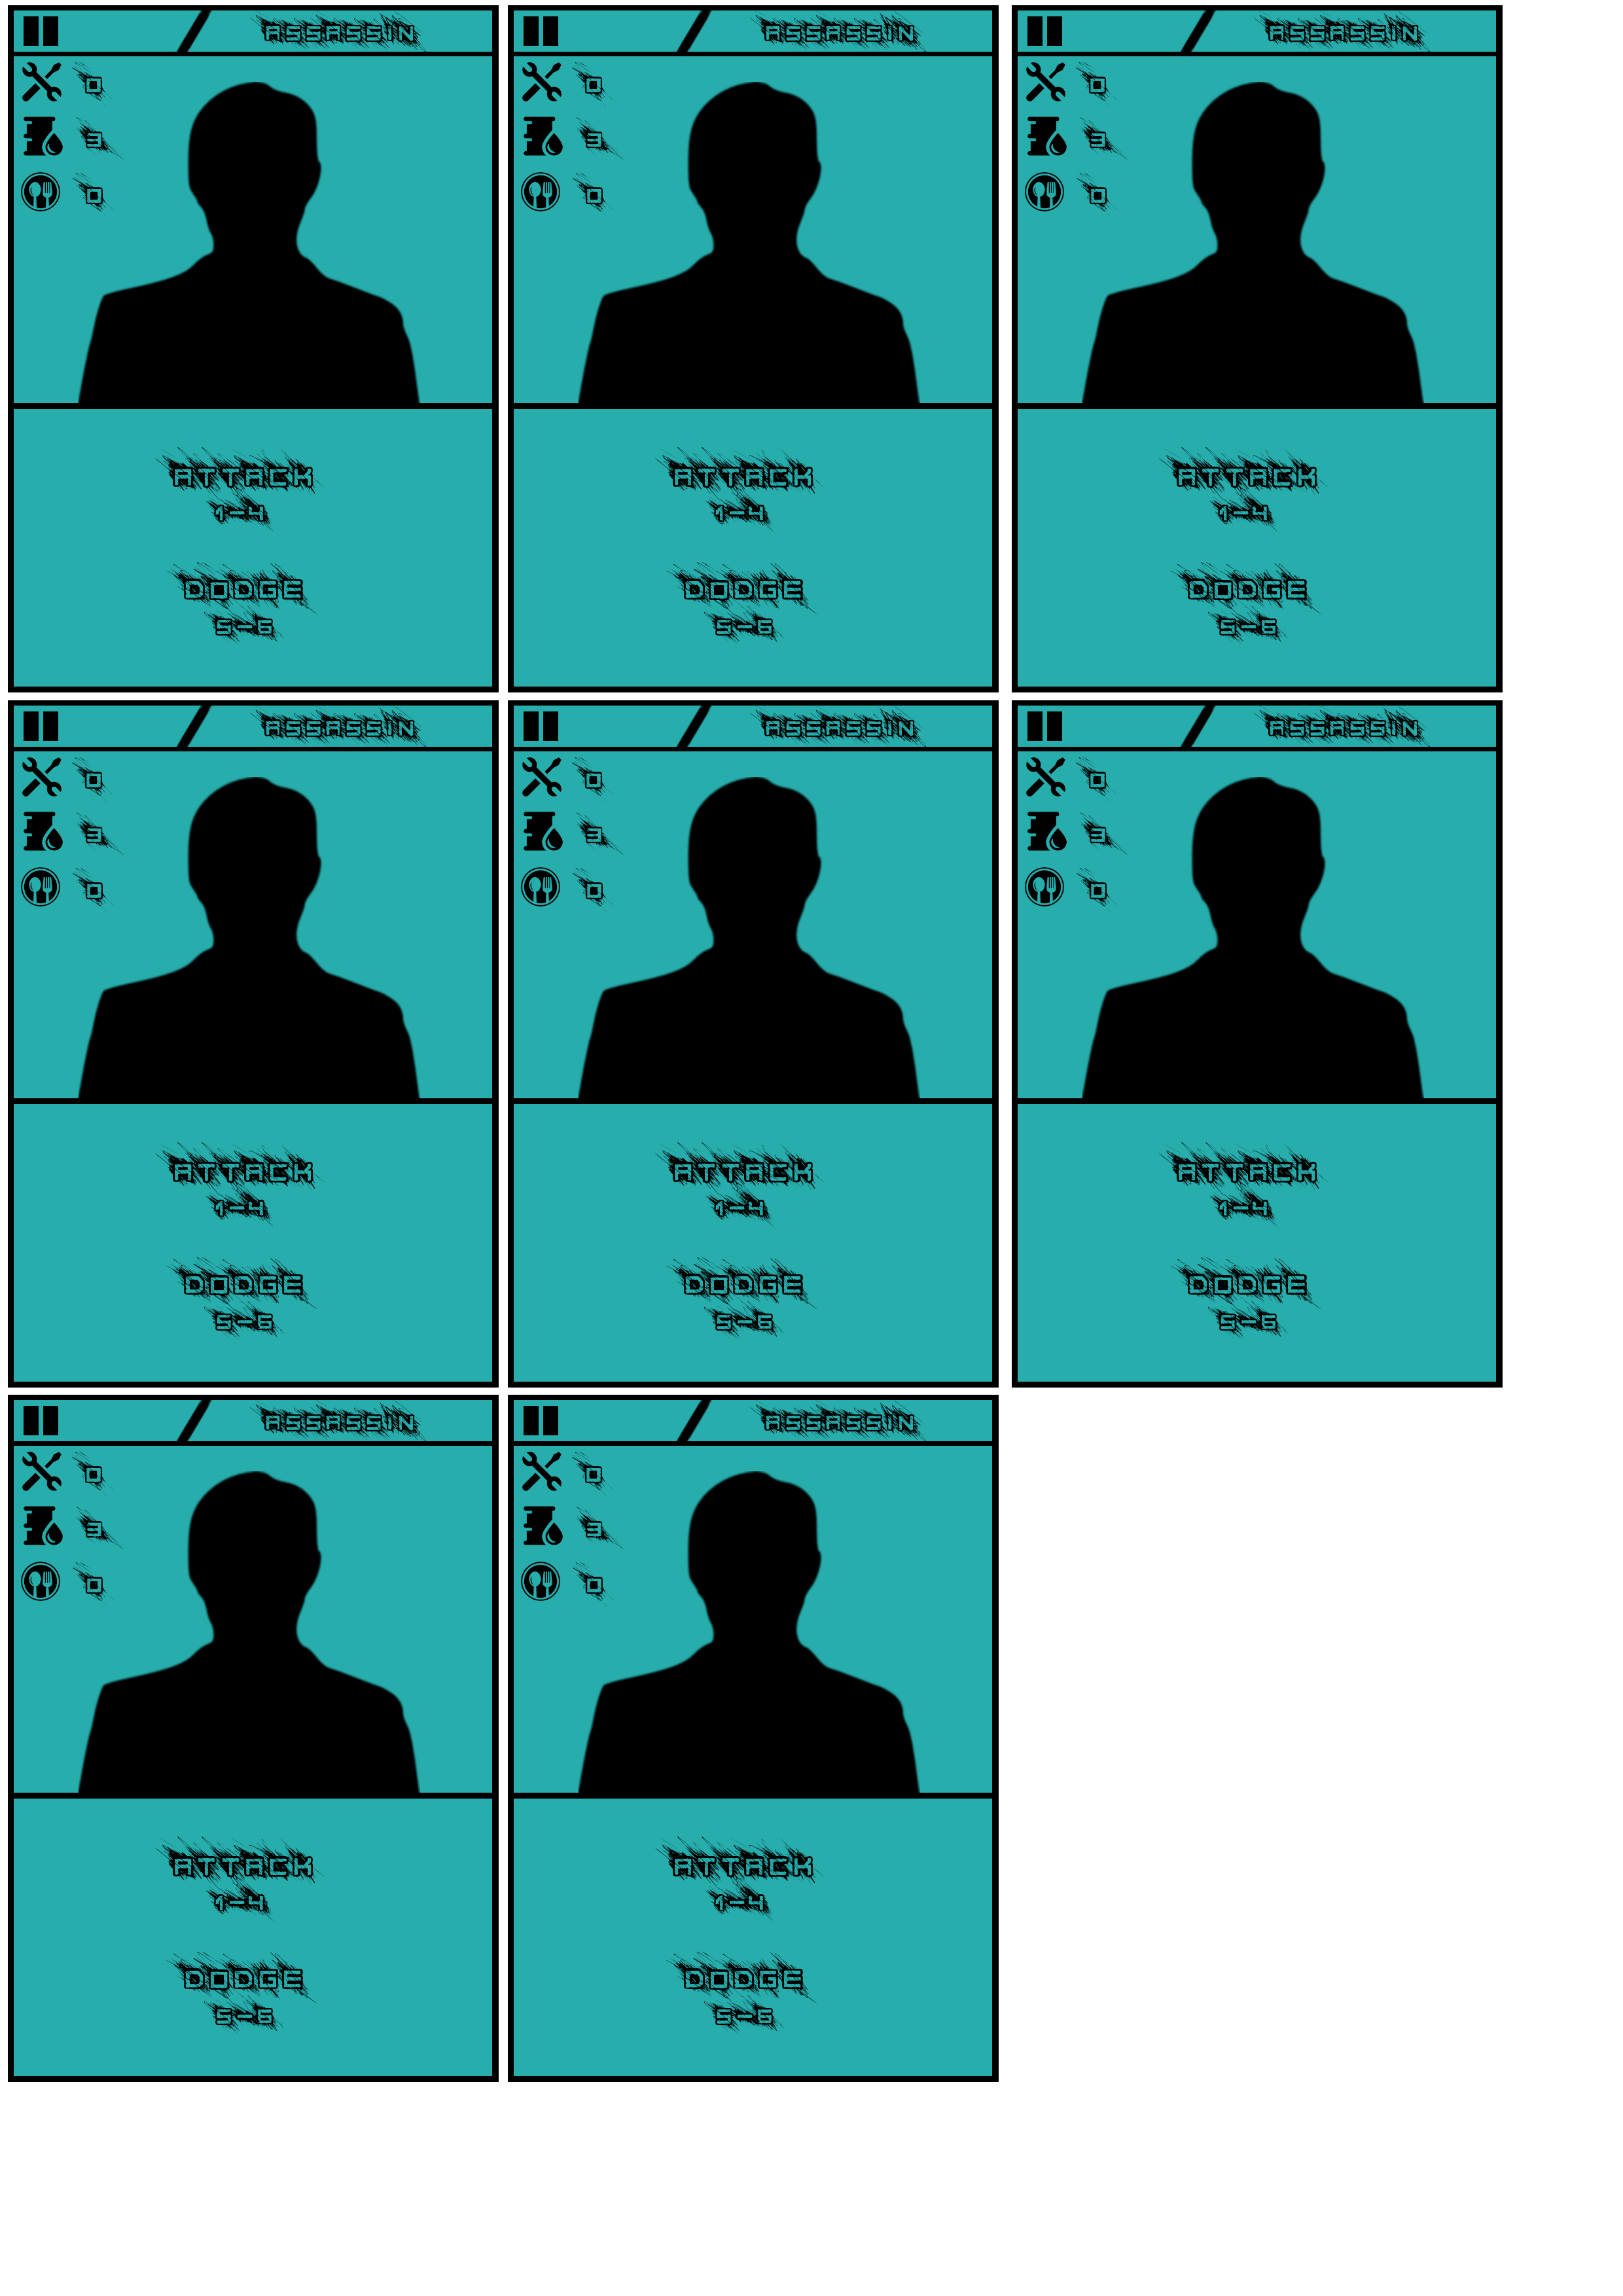 ASSASSIN
0
3
0
ATTACK
1-4
DODGE
5-6
ASSASSIN
0
3
0
ATTACK
1-4
DODGE
5-6
ASSASSIN
0
3
0
ATTACK
1-4
DODGE
5-6
ASSASSIN
0
3
0
ATTACK
1-4
DODGE
5-6
ASSASSIN
0
3
0
ATTACK
1-4
DODGE
5-6
ASSASSIN
0
3
0
ATTACK
1-4
DODGE
5-6
ASSASSIN
0
3
0
ATTACK
1-4
DODGE
5-6
ASSASSIN
0
3
0
ATTACK
1-4
DODGE
5-6